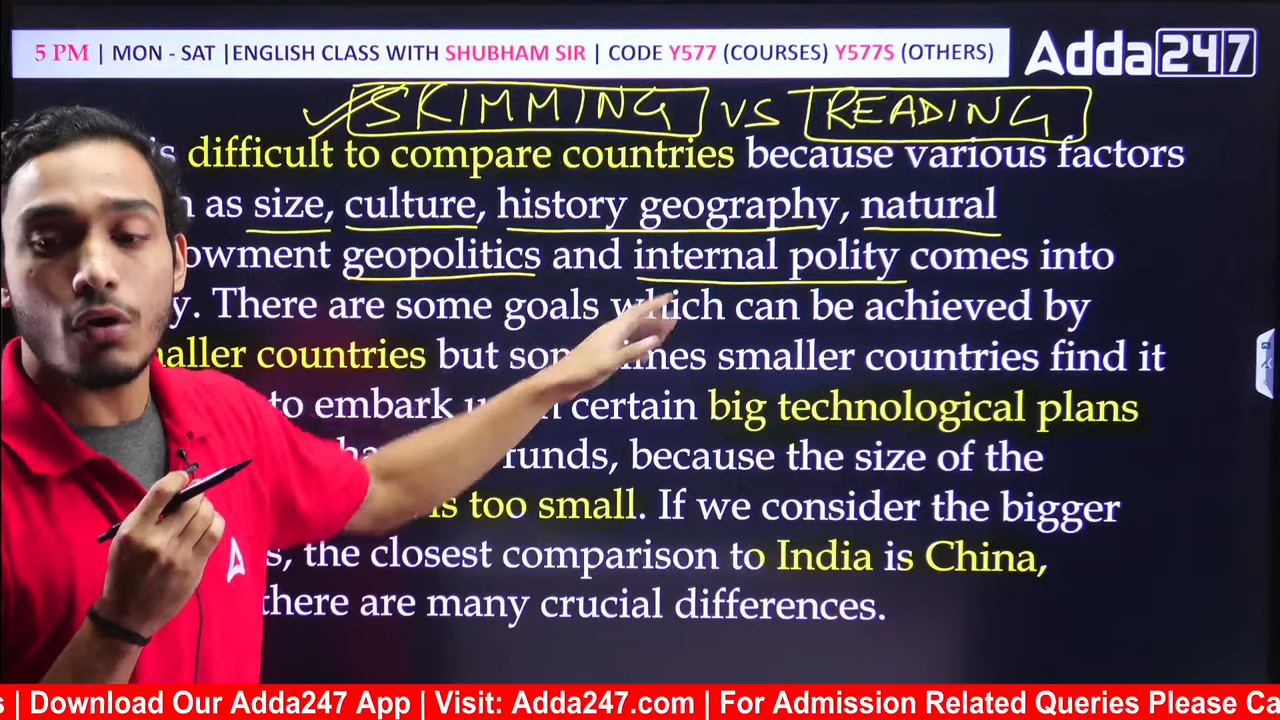 5 PM | MON - SAT |ENGLISH CLASS WITH SHUBHAM SIR | CODE Y577 (COURSES) Y577S (OTHERS)
Adda247
SKIMMING VS READING
difficult to compare countries because various factors
as size, culture, history geography, natural
geopolitics and internal polity comes into
There are some goals which can be achieved by
countries but sometimes smaller countries find it
to embark upon certain big technological plans
funds, because the size of the
is too small. If we consider the bigger
the closest comparison to India is China,
there are many crucial differences.
| Download Our Adda247 App | Visit: Adda247.com | For Admission Related Queries Please